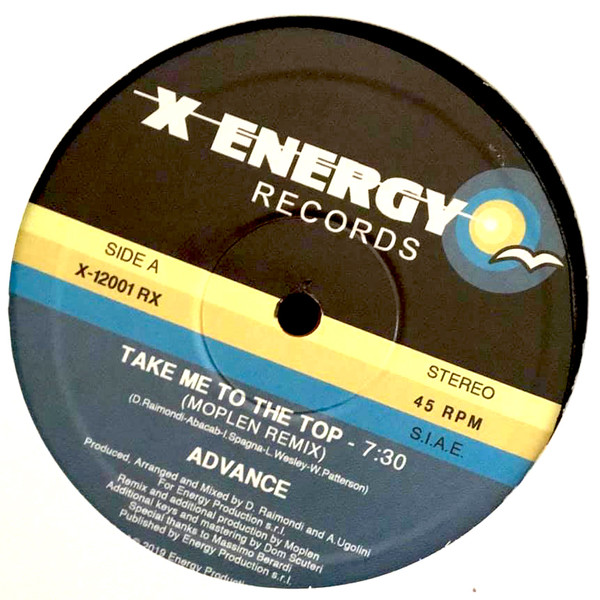 X ENERGY
RECORDS
SIDE A
X-12001 RX
STEREO
45 RPM
S.I.A.E.
TAKE ME TO THE TOP - 7:30
(MOPLEN REMIX)
(D.Raimondi-Abacab-I.Spagna-L.Wesley-W.Patterson)
ADVANCE
Produced, Arranged and Mixed by D. Raimondi and A.Ugolini
For Energy Production s.r.l.
Remix and additional production by Moplen
Additional keys and mastering by Dom Scuteri
Special thanks to Massimo Berardi
Published by Energy Production s.r.l.
© 2019 Energy